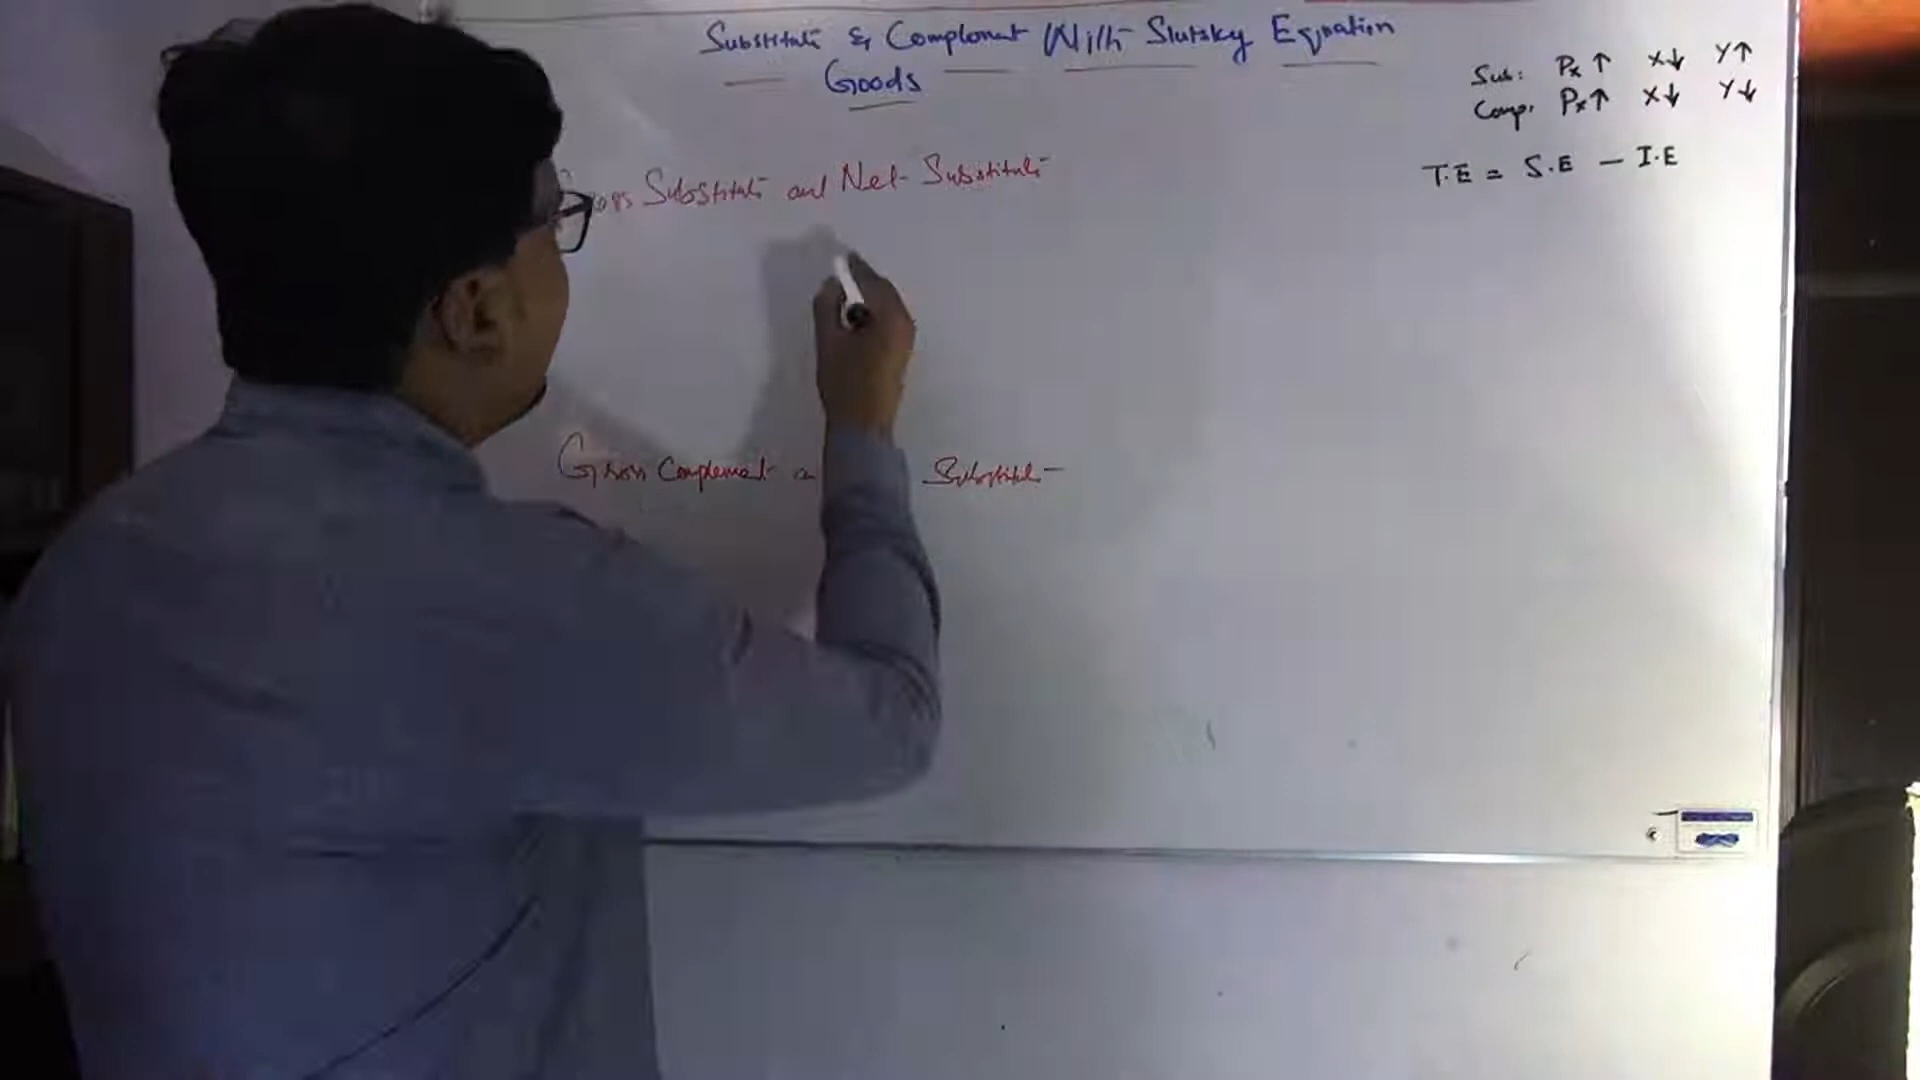 Substitute & Complement With Slutsky Equation
Goods
Sub: Px ↑ X↓ Y↑
Comp. Px↑ X↓ Y↓
T.E = S.E - I.E
Substitute and Net Substitute
Gross Complement Substitute